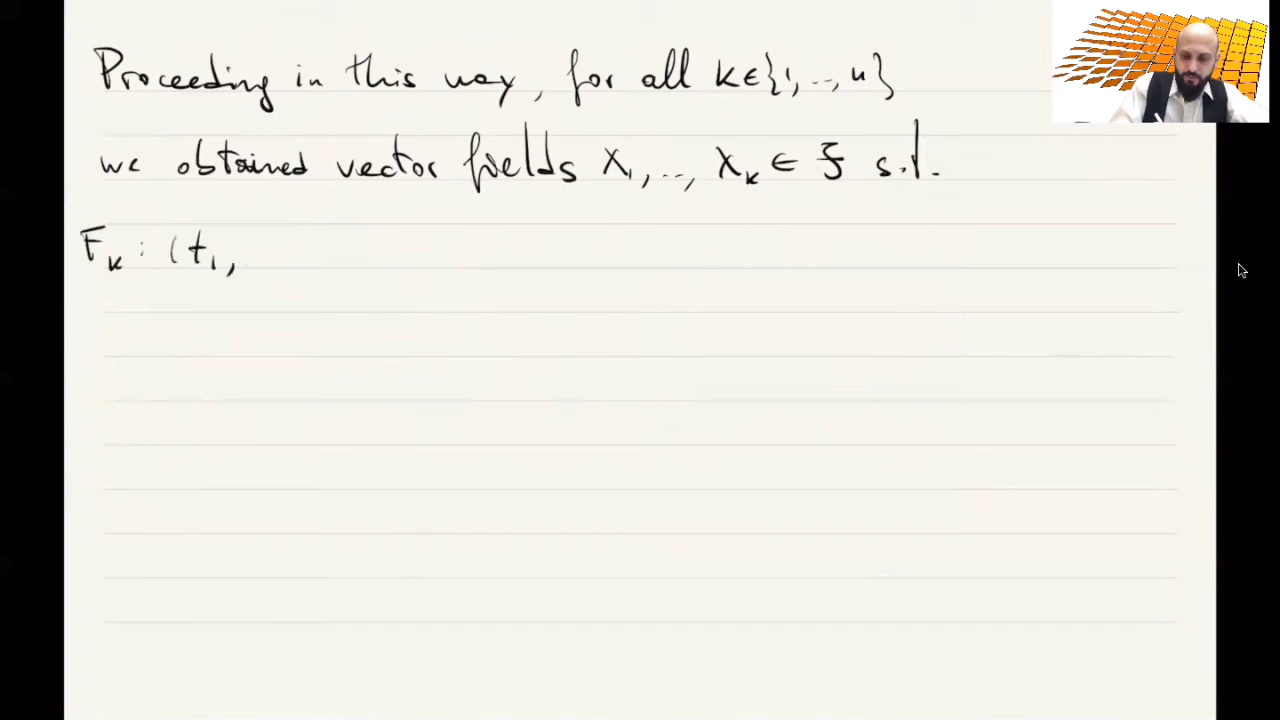 Proceeding in this way, for all k∈{1,..,n}
we obtained vector fields X₁,.., Xₖ ∈ ℱ s.t.
Fₖ : (t₁,